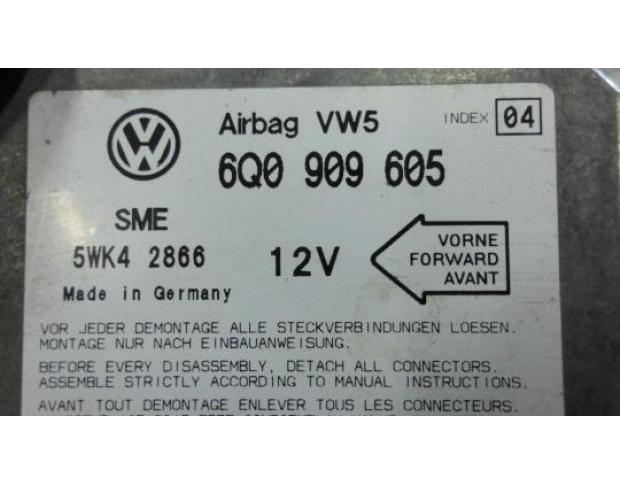 Airbag VW5 INDEX 04
6Q0 909 605
SME
5WK4 2866 12V
VORNE
FORWARD
AVANT
Made in Germany
VOR JEDER DEMONTAGE ALLE STECKVERBINDUNGEN LOESEN.
MONTAGE NUR NACH EINBAUANWEISUNG.
BEFORE EVERY DISASSEMBLY, DETACH ALL CONNECTORS.
ASSEMBLE STRICTLY ACCORDING TO MANUAL INSTRUCTIONS.
AVANT TOUT DEMONTAGE ENLEVER TOUS LES CONNECTEURS.